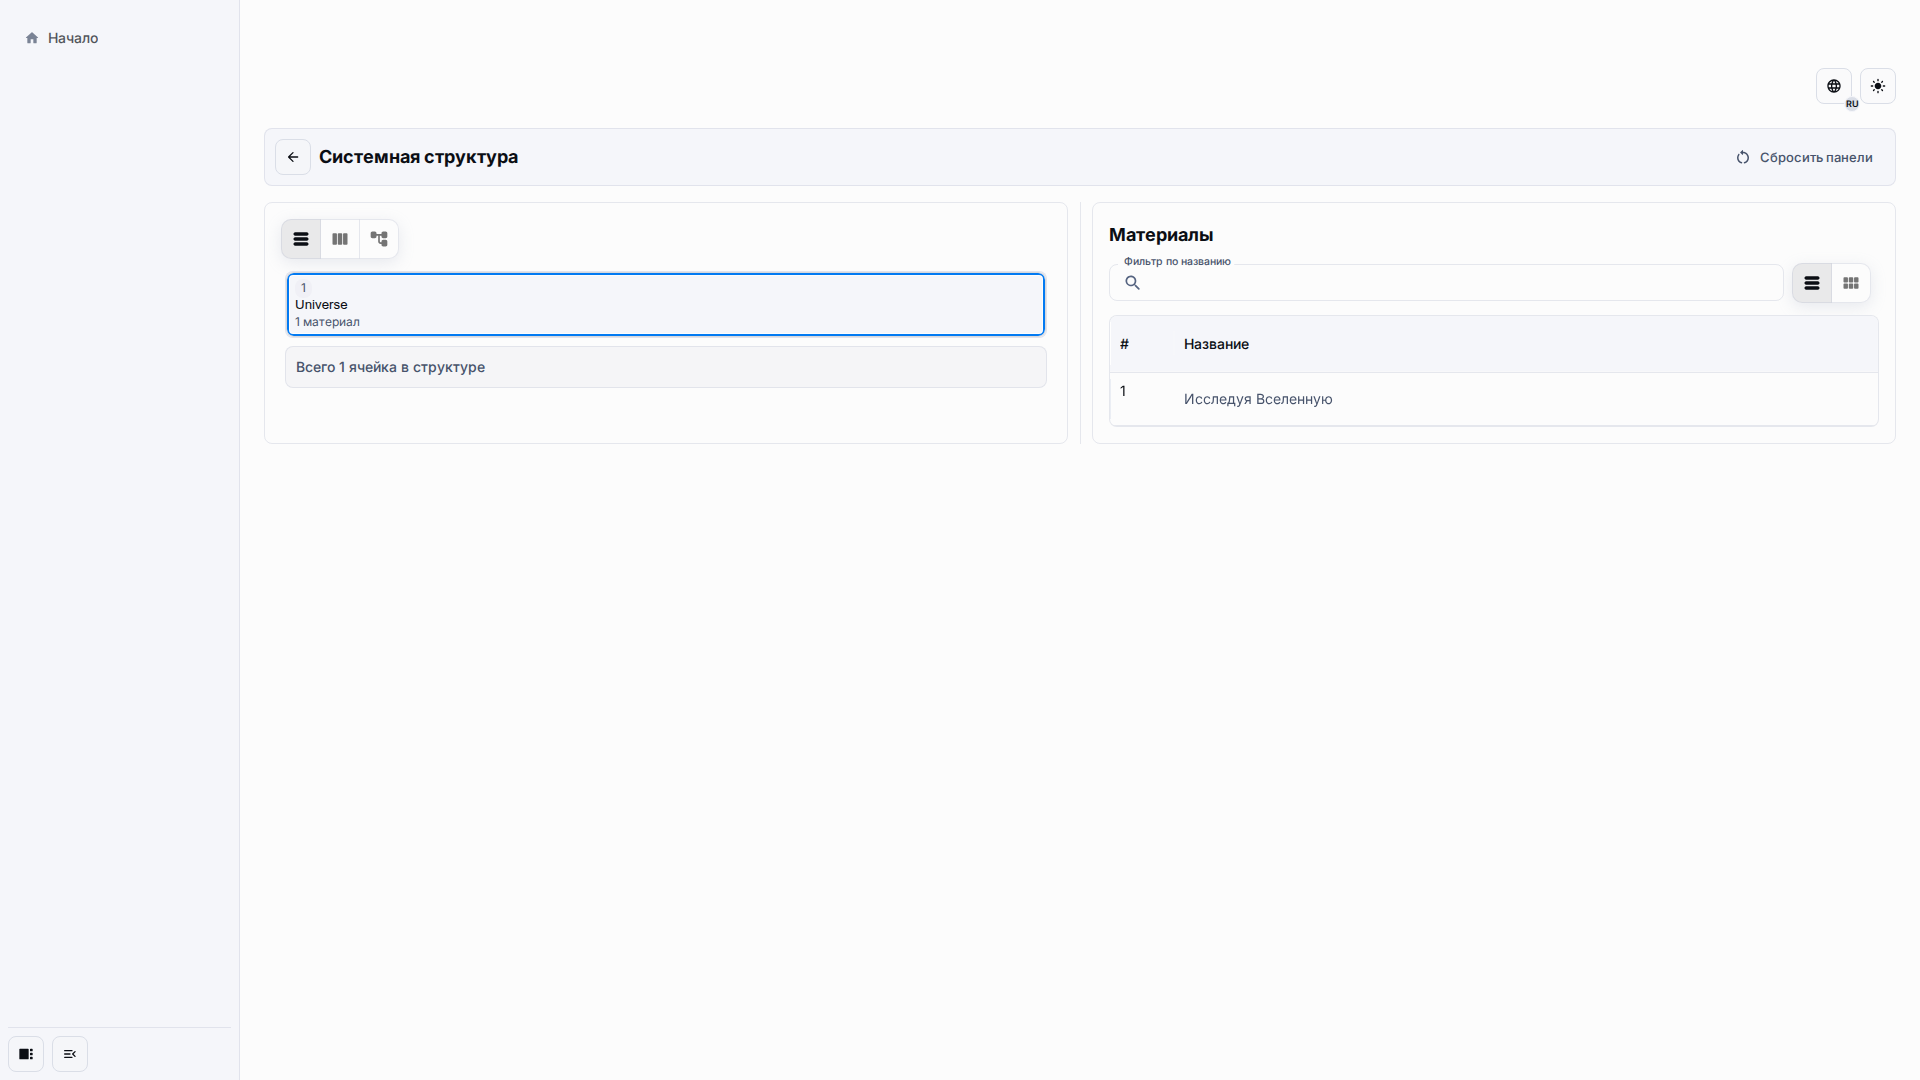 Начало
RU
Системная структура
Сбросить панели
1
Universe
1 материал
Всего 1 ячейка в структуре
Материалы
Фильтр по названию
# Название
1 Исследуя Вселенную